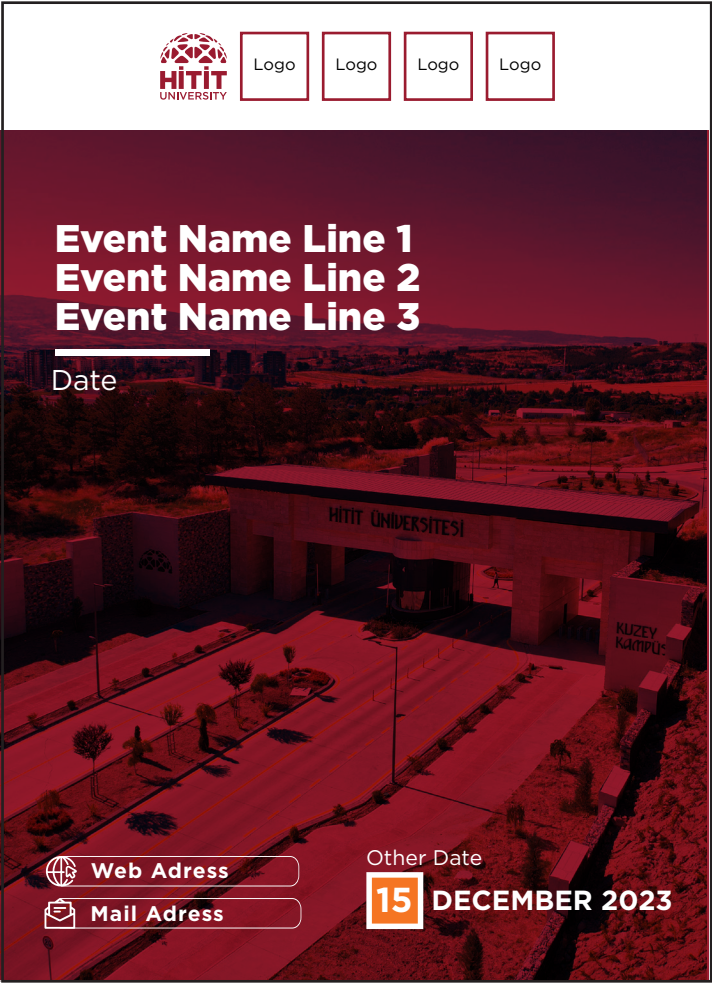 HİTİT
UNIVERSITY
Logo
Logo
Logo
Logo
Event Name Line 1
Event Name Line 2
Event Name Line 3
Date
HİTİT ÜNİVERSİTESİ
KUZEY
KAMPÜS
Web Adress
Mail Adress
Other Date
15 DECEMBER 2023